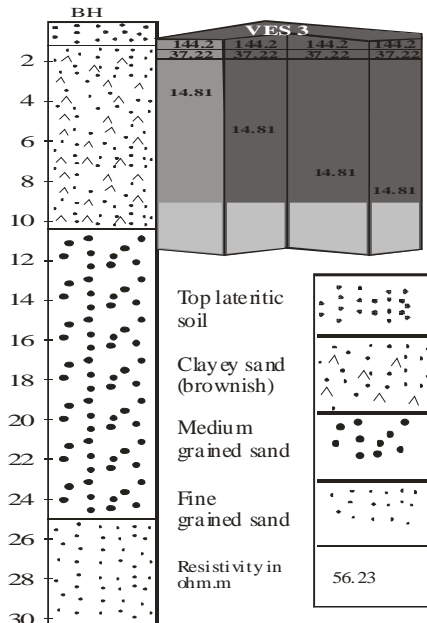 BH
VES 3
144.2 144.2 144.2 144.2
37.22 37.22 37.22 37.22
2
14.81
4
14.81
6
14.81
8
14.81
10
12
14
16
18
20
22
24
26
28
30
Top lateritic
soil
Clayey sand
(brownish)
Medium
grained sand
Fine
grained sand
Resistivity in
ohm.m
56.23